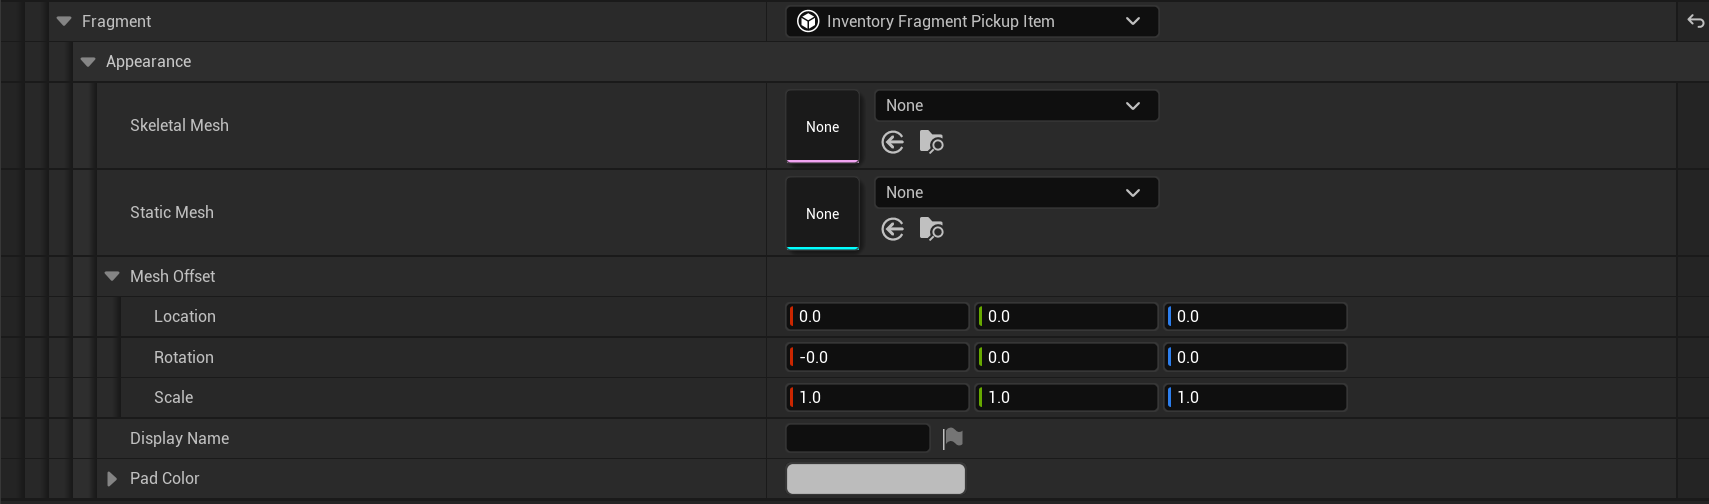 Fragment
Inventory Fragment Pickup Item
Appearance
Skeletal Mesh
None
None
Static Mesh
None
None
Mesh Offset
Location
0.0 0.0 0.0
Rotation
-0.0 0.0 0.0
Scale
1.0 1.0 1.0
Display Name
Pad Color